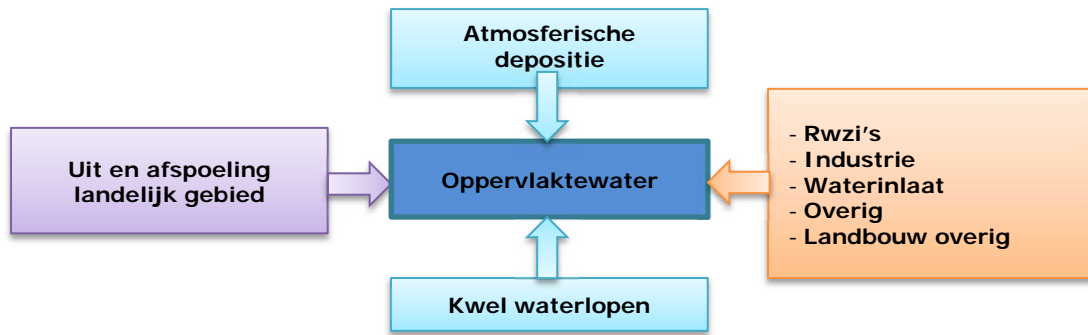 Atmosferische
depositie
Uit en afspoeling
landelijk gebied
Oppervlaktewater
- Rwzi's
- Industrie
- Waterinlaat
- Overig
- Landbouw overig
Kwel waterlopen